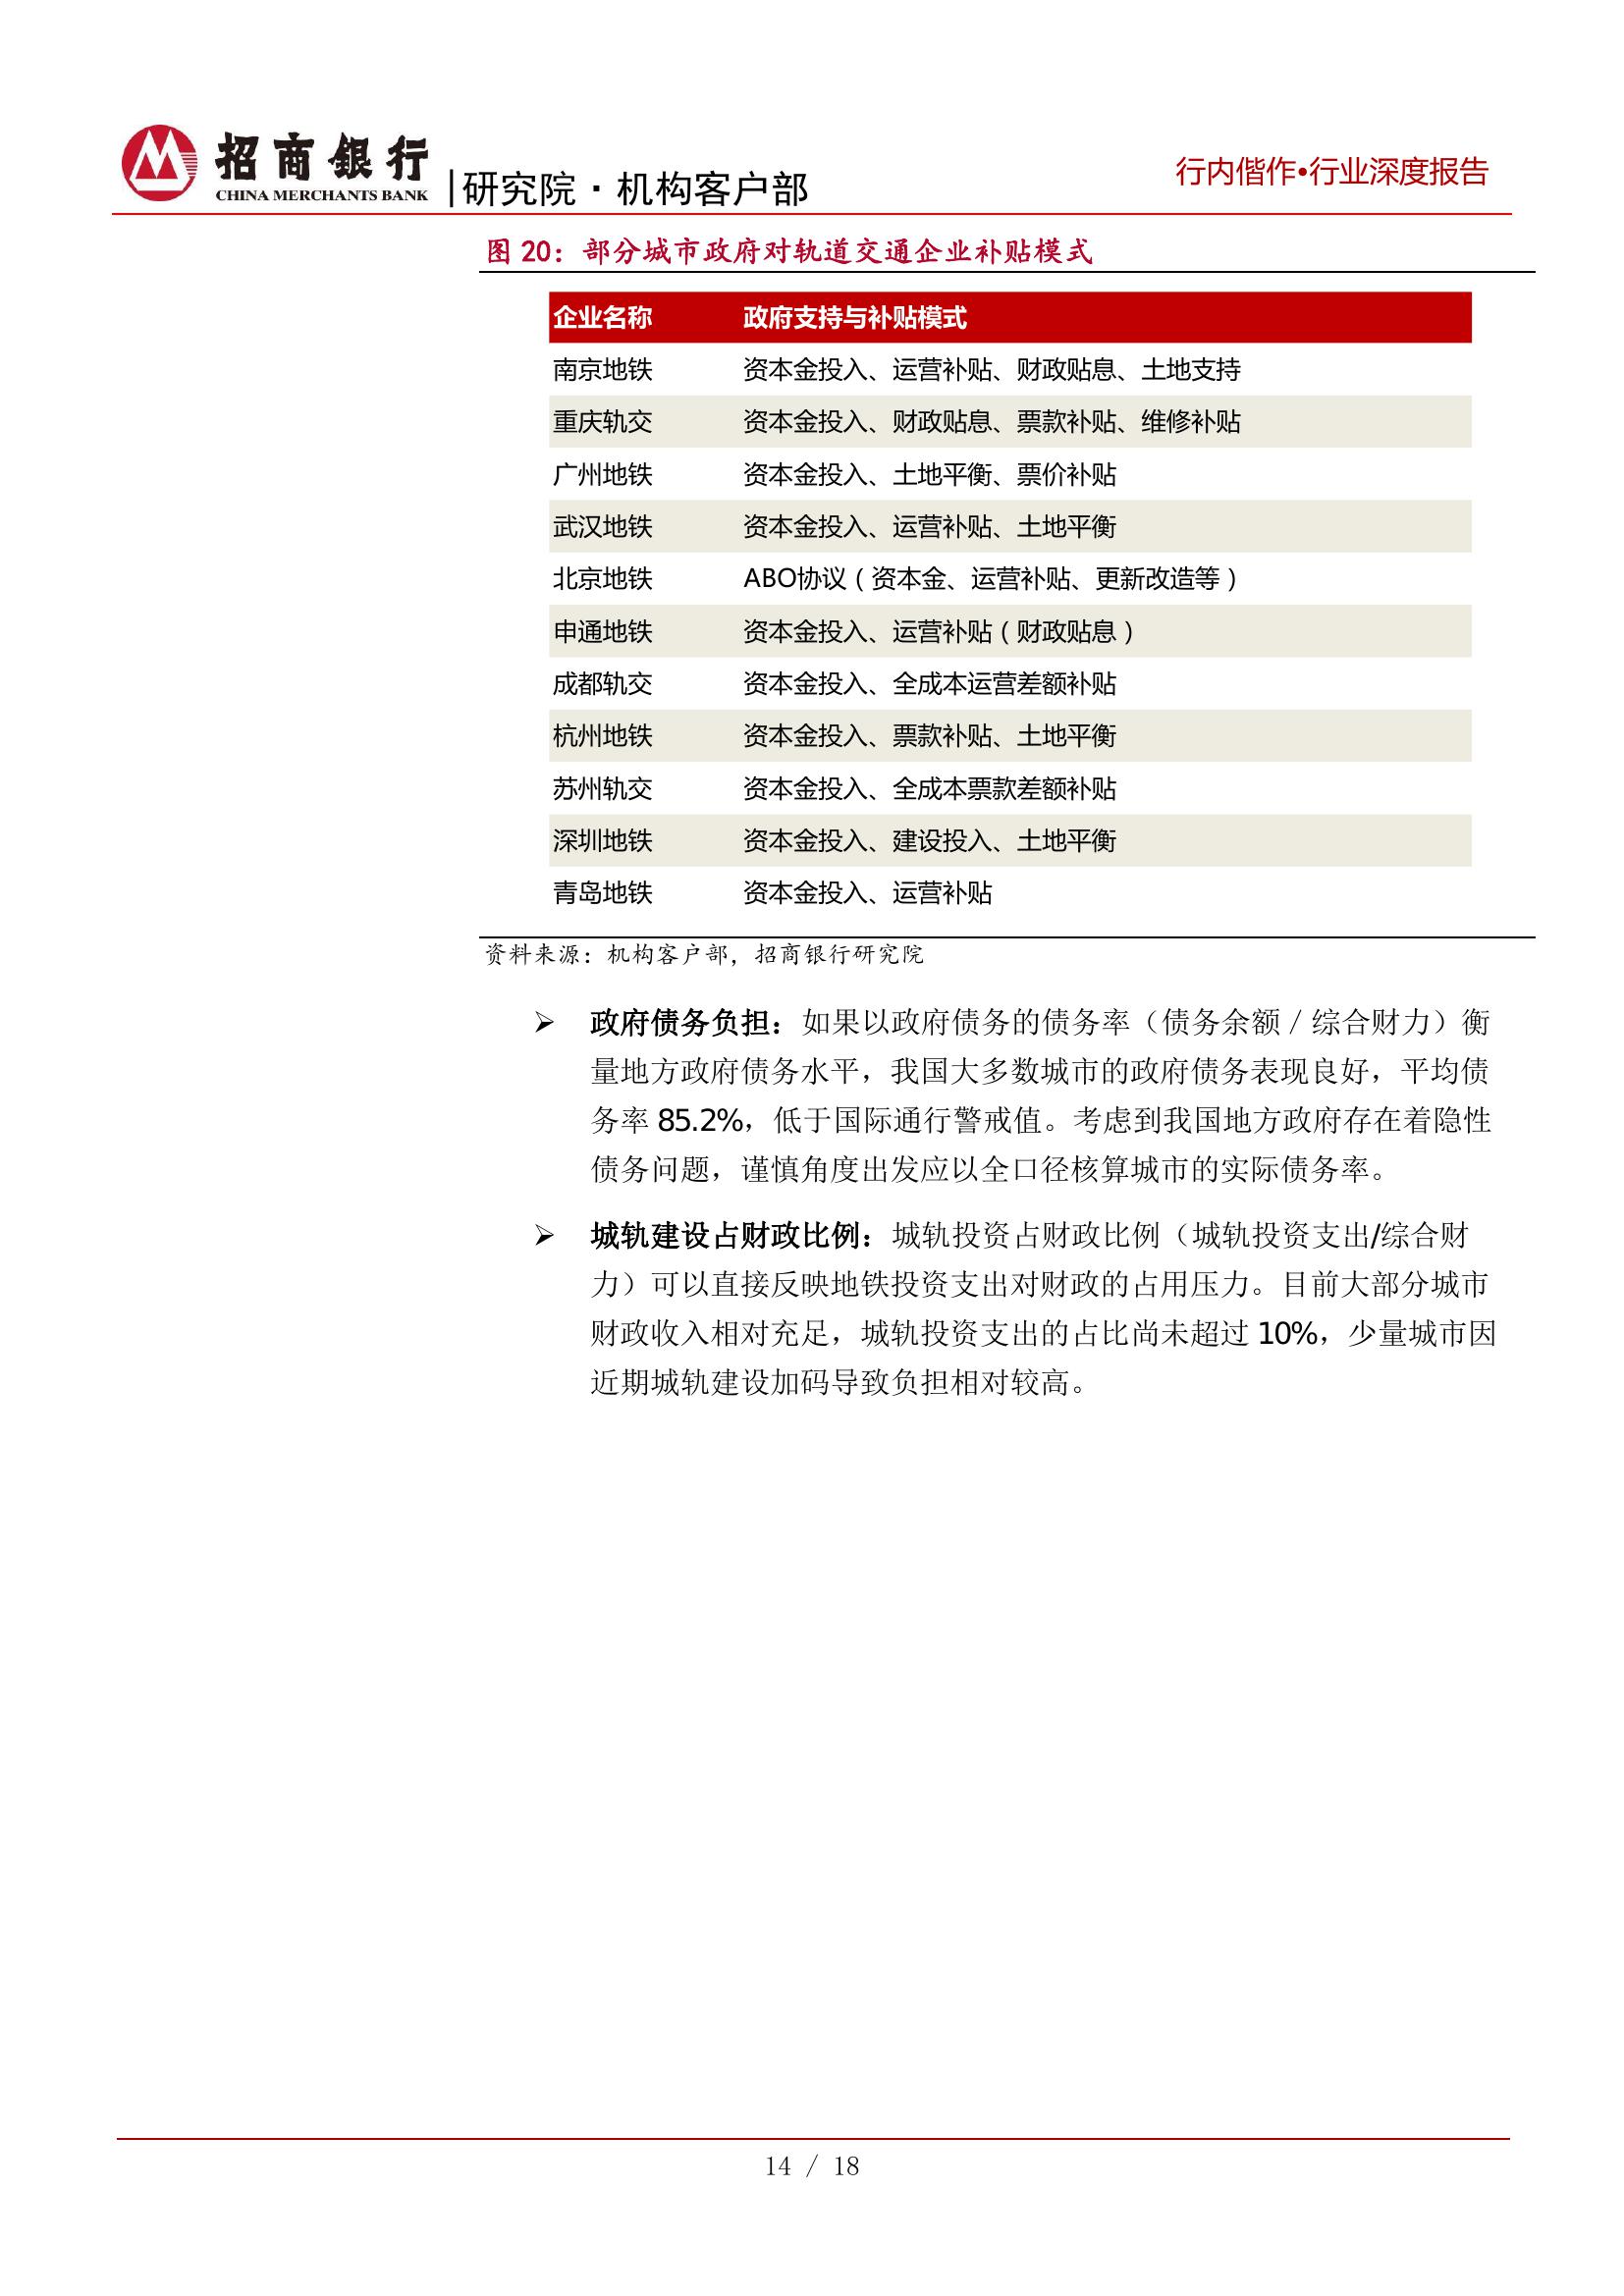 招商银行
CHINA MERCHANTS BANK
|研究院·机构客户部
行内偕作•行业深度报告
图 20：部分城市政府对轨道交通企业补贴模式
企业名称 政府支持与补贴模式
南京地铁 资本金投入、运营补贴、财政贴息、土地支持
重庆轨交 资本金投入、财政贴息、票款补贴、维修补贴
广州地铁 资本金投入、土地平衡、票价补贴
武汉地铁 资本金投入、运营补贴、土地平衡
北京地铁 ABO协议（资本金、运营补贴、更新改造等）
申通地铁 资本金投入、运营补贴（财政贴息）
成都轨交 资本金投入、全成本运营差额补贴
杭州地铁 资本金投入、票款补贴、土地平衡
苏州轨交 资本金投入、全成本票款差额补贴
深圳地铁 资本金投入、建设投入、土地平衡
青岛地铁 资本金投入、运营补贴
资料来源：机构客户部，招商银行研究院
➢ 政府债务负担：如果以政府债务的债务率（债务余额／综合财力）衡
量地方政府债务水平，我国大多数城市的政府债务表现良好，平均债
务率 85.2%，低于国际通行警戒值。考虑到我国地方政府存在着隐性
债务问题，谨慎角度出发应以全口径核算城市的实际债务率。
➢ 城轨建设占财政比例：城轨投资占财政比例（城轨投资支出/综合财
力）可以直接反映地铁投资支出对财政的占用压力。目前大部分城市
财政收入相对充足，城轨投资支出的占比尚未超过 10%，少量城市因
近期城轨建设加码导致负担相对较高。
14 / 18